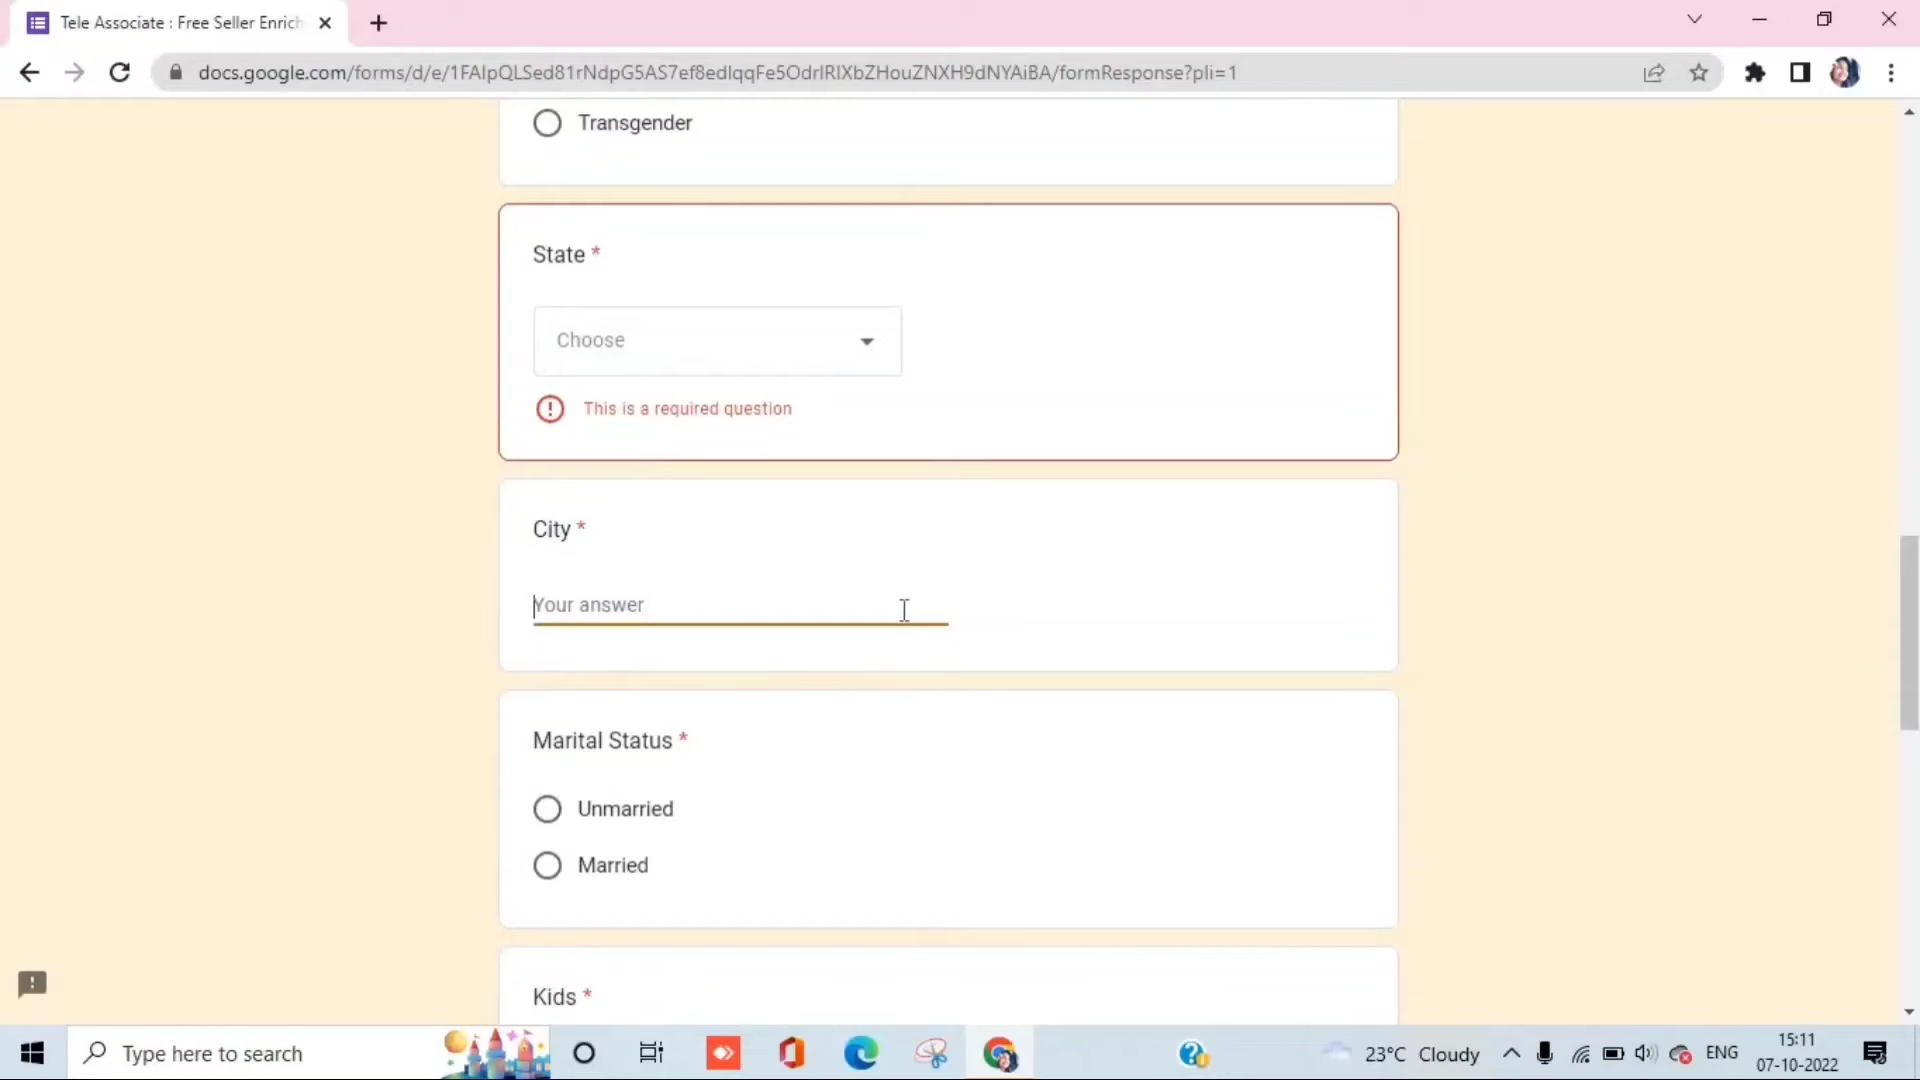 Tele Associate : Free Seller Enrich
docs.google.com/forms/d/e/1FAIpQLSed81rNdpG5AS7ef8edIqqFe5OdrIRIXbZHouZNXH9dNYAiBA/formResponse?pli=1
Transgender
State *
Choose
This is a required question
City *
Your answer
Marital Status *
Unmarried
Married
Kids *
Type here to search
23°C Cloudy
ENG
15:11
07-10-2022